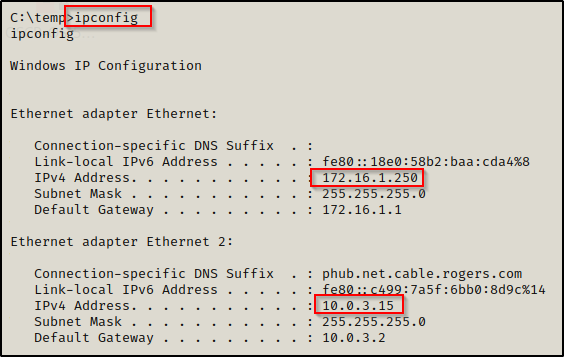 C:\temp>ipconfig
ipconfig
Windows IP Configuration
Ethernet adapter Ethernet:
Connection-specific DNS Suffix . :
Link-local IPv6 Address . . . . . : fe80::18e0:58b2:baa:cda4%8
IPv4 Address. . . . . . . . . . . : 172.16.1.250
Subnet Mask . . . . . . . . . . . : 255.255.255.0
Default Gateway . . . . . . . . . : 172.16.1.1
Ethernet adapter Ethernet 2:
Connection-specific DNS Suffix . : phub.net.cable.rogers.com
Link-local IPv6 Address . . . . . : fe80::c499:7a5f:6bb0:8d9c%14
IPv4 Address. . . . . . . . . . . : 10.0.3.15
Subnet Mask . . . . . . . . . . . : 255.255.255.0
Default Gateway . . . . . . . . . : 10.0.3.2